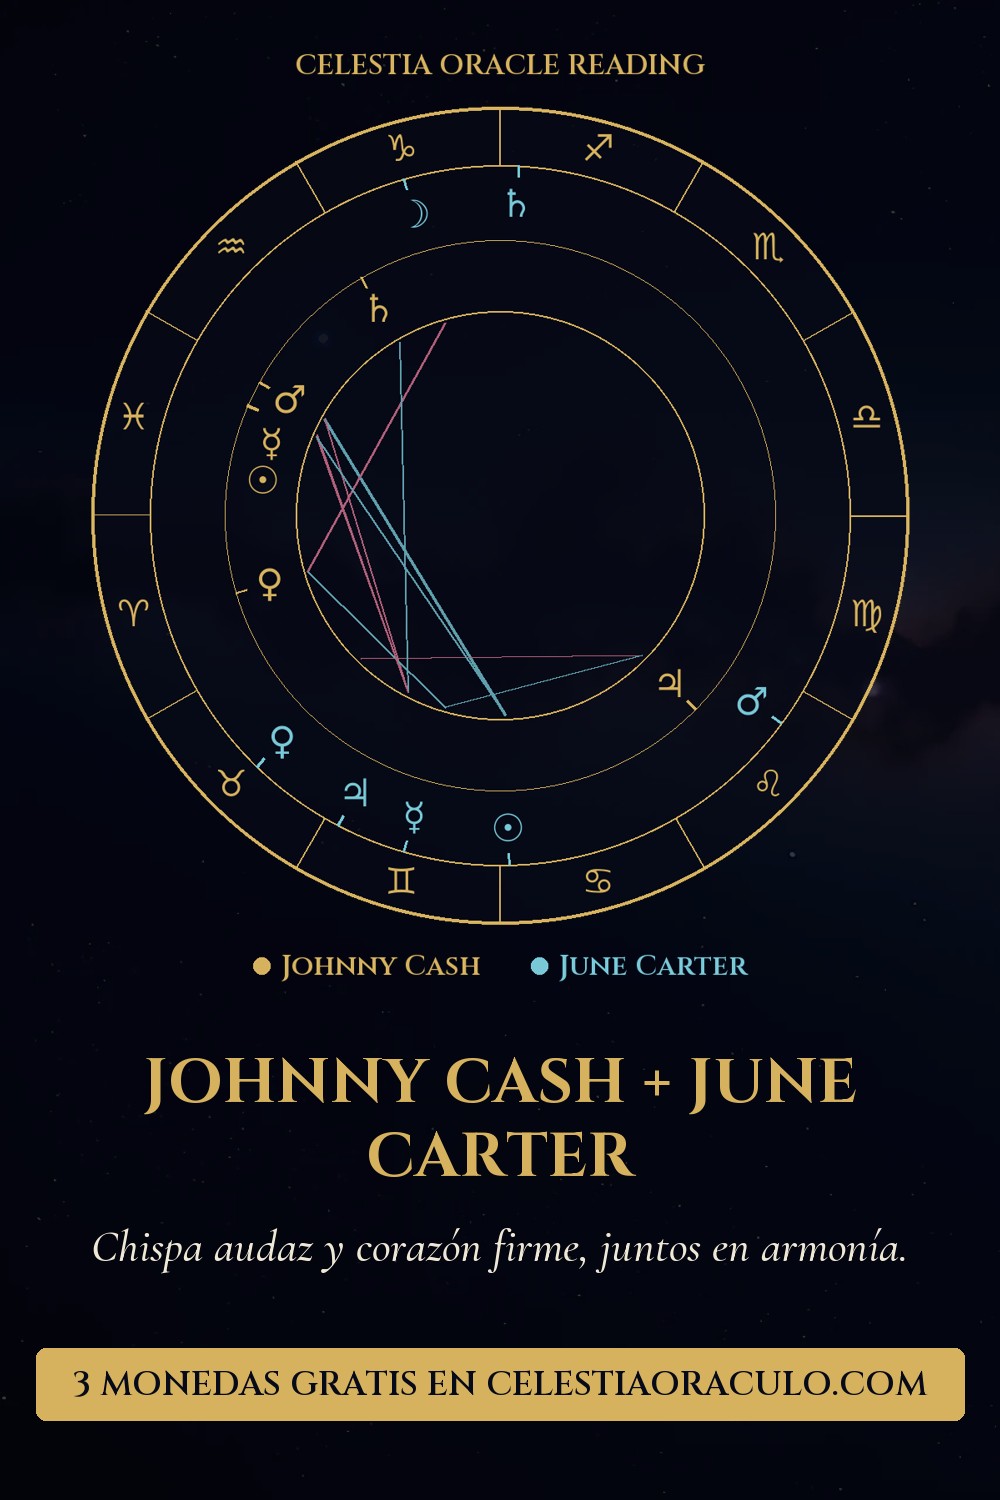 CELESTIA ORACLE READING
Johnny Cash
June Carter
JOHNNY CASH + JUNE
CARTER
Chispa audaz y corazón firme, juntos en armonía.
3 MONEDAS GRATIS EN CELESTIAORACULO.COM